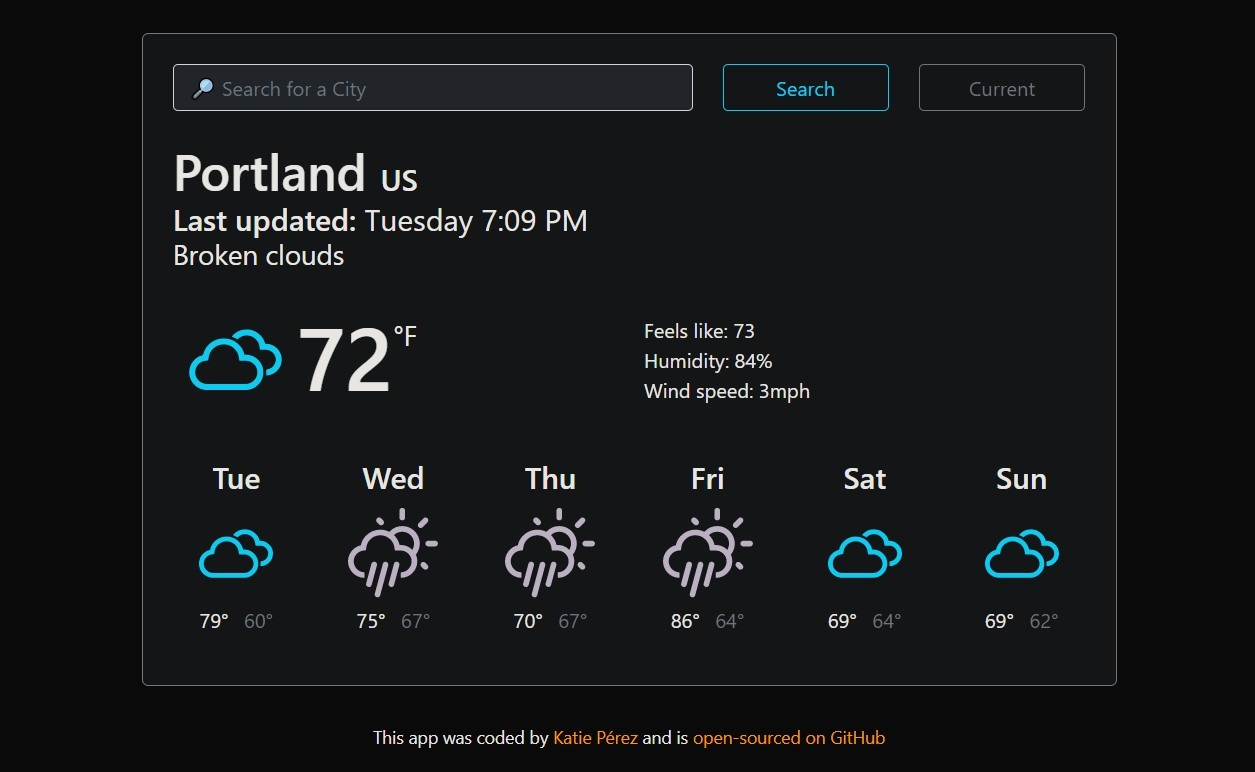 🔎 Search for a City Search Current
Portland US
Last updated: Tuesday 7:09 PM
Broken clouds
72°F
Feels like: 73
Humidity: 84%
Wind speed: 3mph
Tue Wed Thu Fri Sat Sun
79° 60° 75° 67° 70° 67° 86° 64° 69° 64° 69° 62°
This app was coded by Katie Pérez and is open-sourced on GitHub